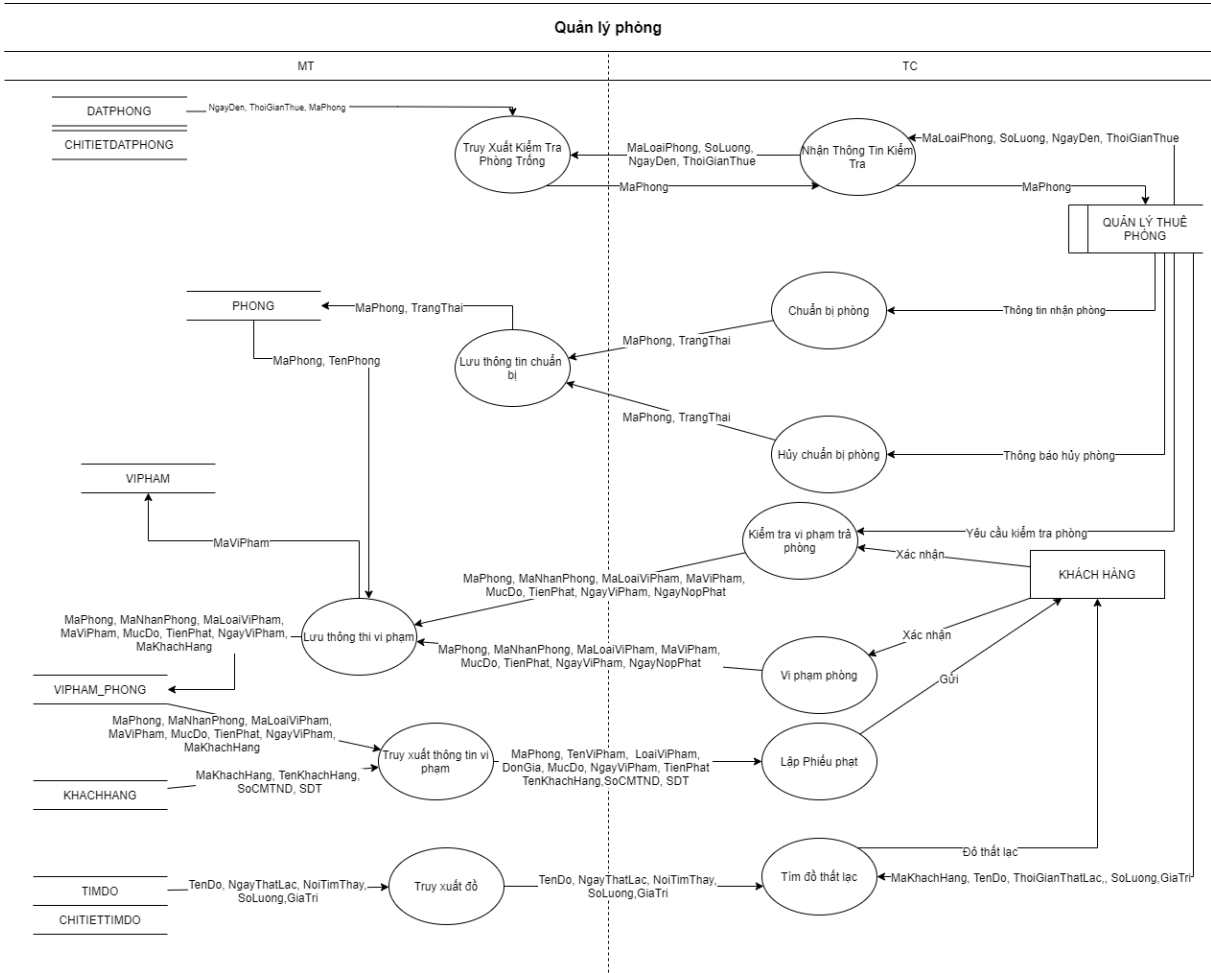 Quản lý phòng
MT
TC
DATPHONG
NgayDen, ThoiGianThue, MaPhong
CHITIETDATPHONG
Truy Xuất Kiểm Tra
Phòng Trống
MaLoaiPhong, SoLuong,
NgayDen, ThoiGianThue
Nhận Thông Tin Kiểm
Tra
MaLoaiPhong, SoLuong, NgayDen, ThoiGianThue
MaPhong
MaPhong
QUẢN LÝ THUÊ
PHÒNG
PHONG
MaPhong, TrangThai
Chuẩn bị phòng
Thông tin nhận phòng
MaPhong, TrangThai
MaPhong, TenPhong
Lưu thông tin chuẩn
bị
MaPhong, TrangThai
Hủy chuẩn bị phòng
Thông báo hủy phòng
VIPHAM
MaViPham
Kiểm tra vi phạm trả
phòng
Yêu cầu kiểm tra phòng
Xác nhận
KHÁCH HÀNG
MaPhong, MaNhanPhong, MaLoaiViPham, MaViPham,
MucDo, TienPhat, NgayViPham, NgayNopPhat
MaPhong, MaNhanPhong, MaLoaiViPham,
MaViPham, MucDo, TienPhat, NgayViPham,
MaKhachHang
Lưu thông thi vi phạm
Xác nhận
MaPhong, MaNhanPhong, MaLoaiViPham, MaViPham,
MucDo, TienPhat, NgayViPham, NgayNopPhat
Vi phạm phòng
Gửi
VIPHAM_PHONG
MaPhong, MaNhanPhong, MaLoaiViPham,
MaViPham, MucDo, TienPhat, NgayViPham,
MaKhachHang
Truy xuất thông tin vi
phạm
MaPhong, TenViPham, LoaiViPham,
DonGia, MucDo, NgayViPham, TienPhat
TenKhachHang,SoCMTND, SDT
Lập Phiếu phạt
MaKhachHang, TenKhachHang,
SoCMTND, SDT
KHACHHANG
Đồ thất lạc
TIMDO
TenDo, NgayThatLac, NoiTimThay,
SoLuong,GiaTri
Truy xuất đồ
TenDo, NgayThatLac, NoiTimThay,
SoLuong,GiaTri
Tìm đồ thất lạc
MaKhachHang, TenDo, ThoiGianThatLac,, SoLuong,GiaTri
CHITIETTIMDO